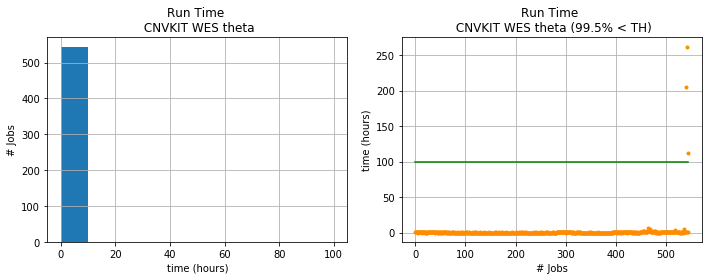 Run Time
CNVKIT WES theta
# Jobs
500
400
300
200
100
0
0 20 40 60 80 100
time (hours)
Run Time
CNVKIT WES theta (99.5% < TH)
time (hours)
250
200
150
100
50
0
0 100 200 300 400 500
# Jobs